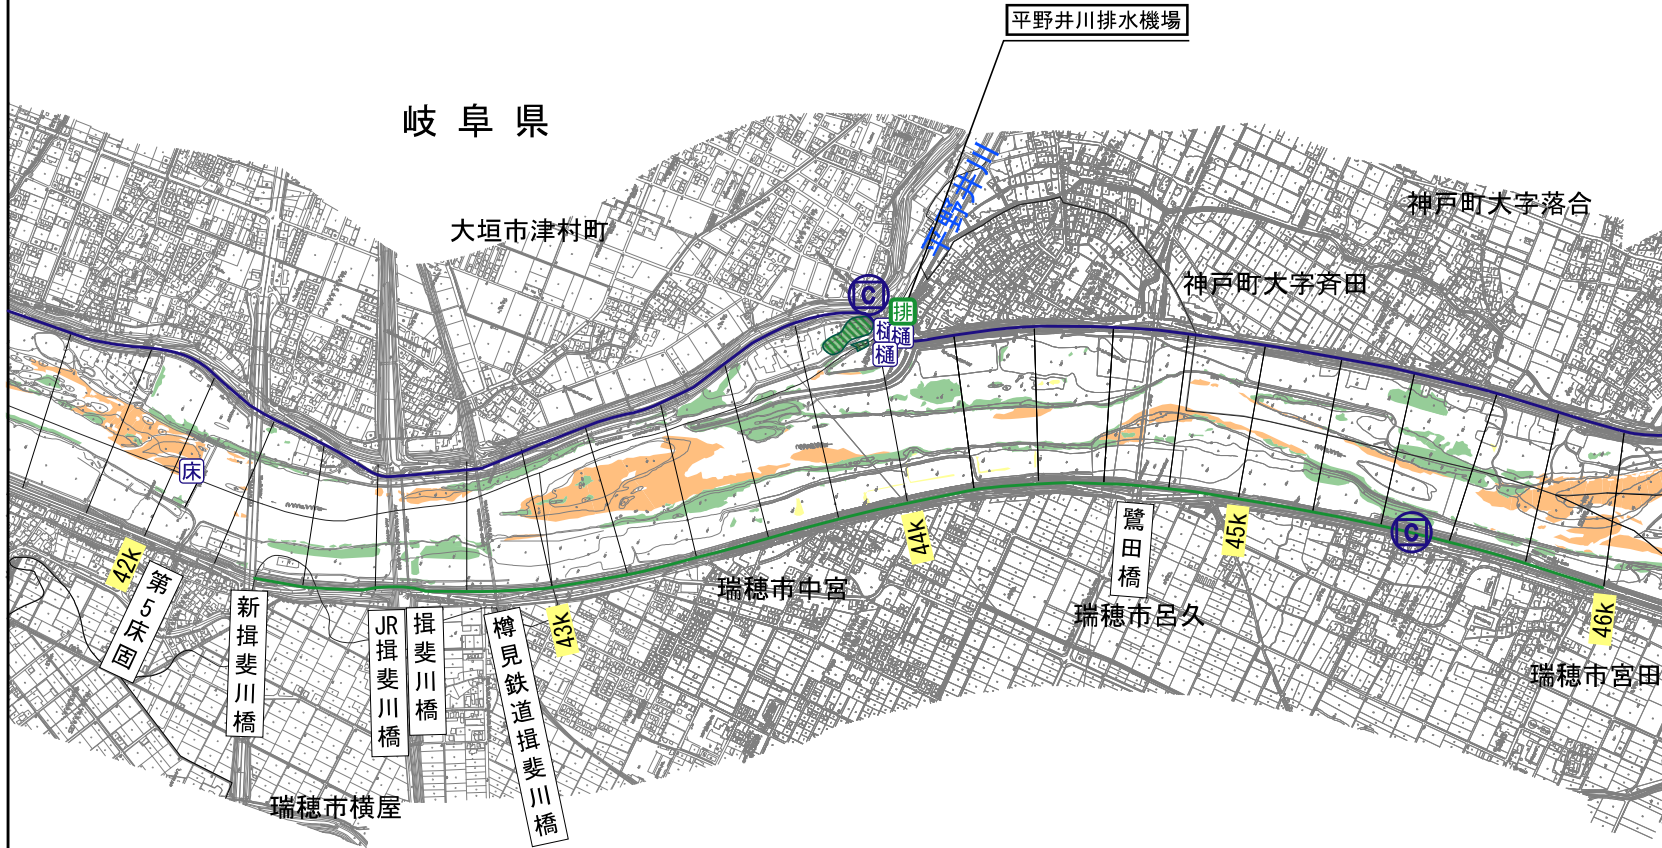 平野井川排水機場
岐阜県
平野井川
神戸町大字落合
大垣市津村町
神戸町大字斉田
C
排
樋
樋
樋
床
C
42k
第5床固
新揖斐川橋
JR揖斐川橋
揖斐川橋
樽見鉄道揖斐川橋
43k
瑞穂市中宮
44k
鷺田橋
瑞穂市呂久
45k
46k
瑞穂市宮田
瑞穂市横屋